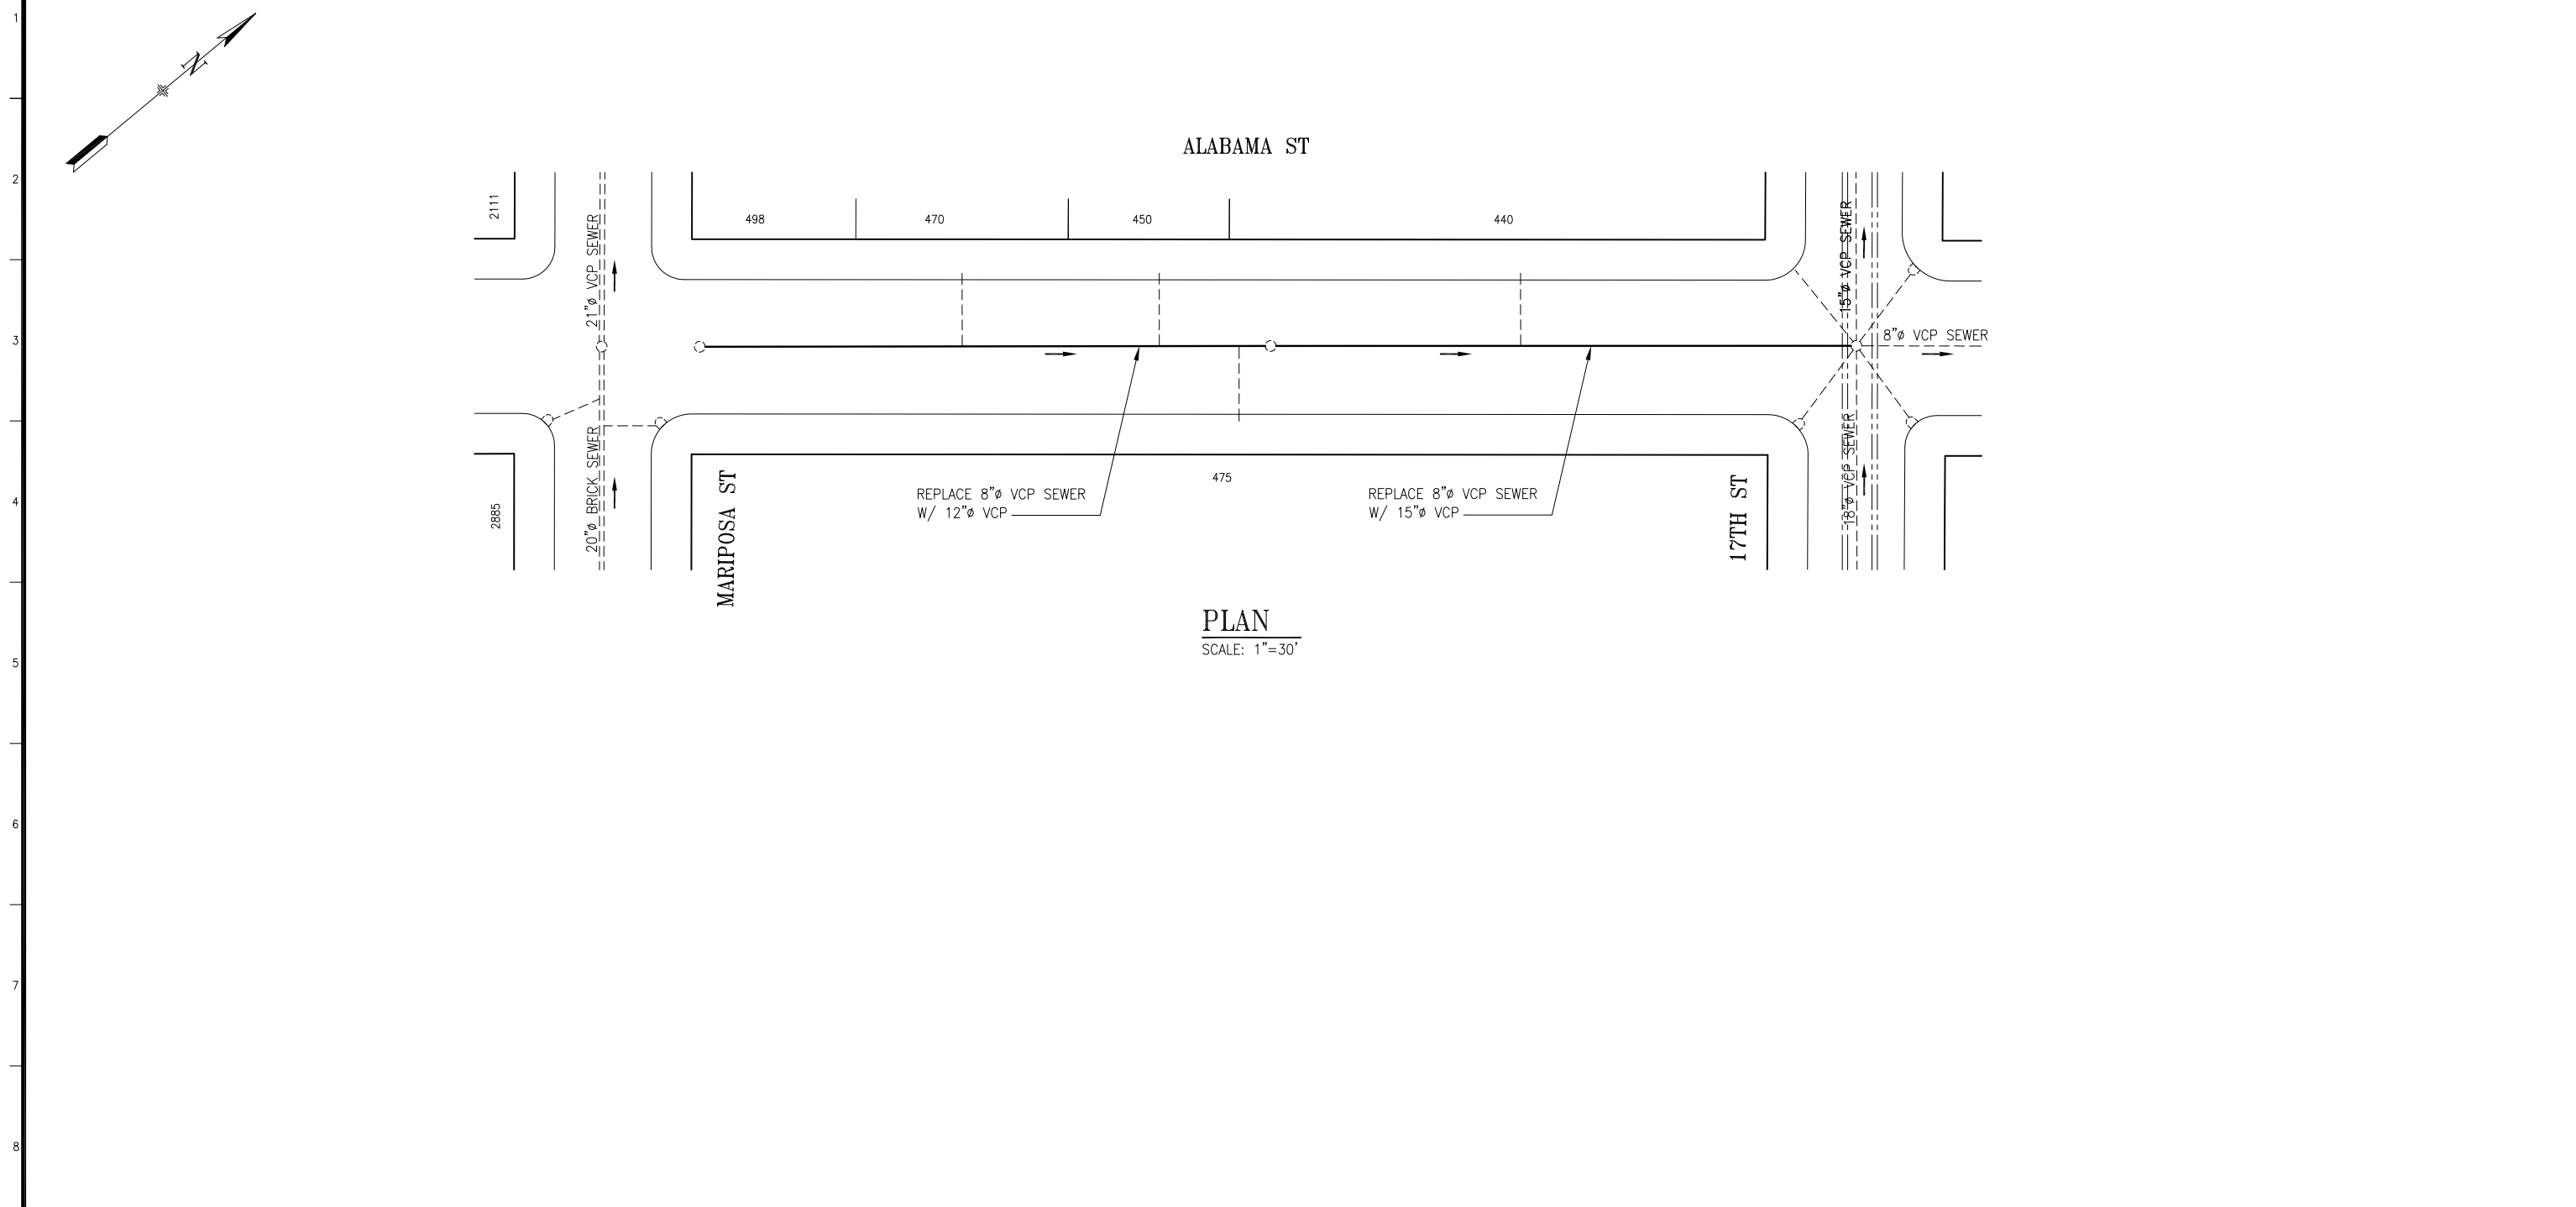 1
N
ALABAMA ST
2
2111
498
470
450
440
21"ø VCP SEWER
15"ø VCP SEWER
3
8"ø VCP SEWER
20"ø BRICK SEWER
18"ø VCP SEWER
4
2885
MARIPOSA ST
475
REPLACE 8"ø VCP SEWER
W/ 12"ø VCP
REPLACE 8"ø VCP SEWER
W/ 15"ø VCP
17TH ST
PLAN
SCALE: 1"=30'
5
6
7
8